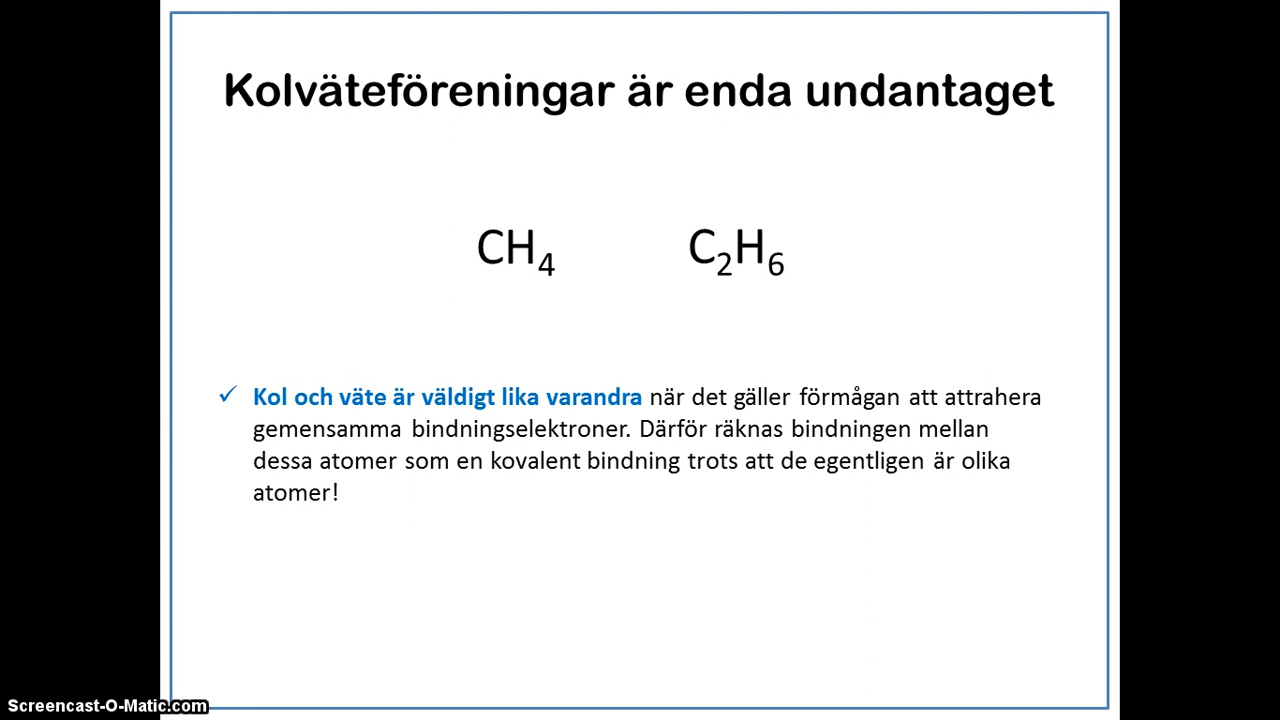 Kolväteföreningar är enda undantaget
CH₄ C₂H₆
✓ Kol och väte är väldigt lika varandra när det gäller förmågan att attrahera
gemensamma bindningselektroner. Därför räknas bindningen mellan
dessa atomer som en kovalent bindning trots att de egentligen är olika
atomer!
Screencast-O-Matic.com